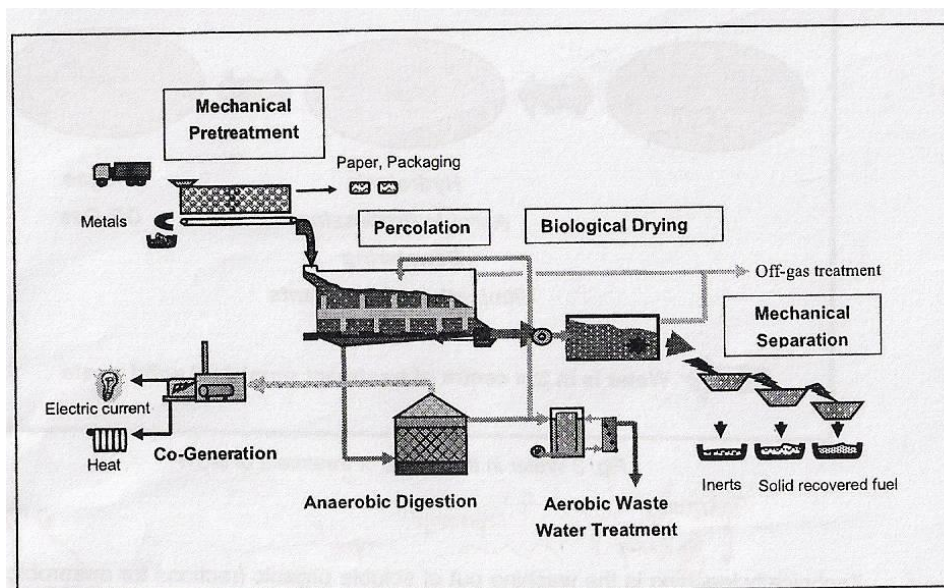 Mechanical
Pretreatment
Paper, Packaging
Metals
Percolation
Biological Drying
Off-gas treatment
Mechanical
Separation
Electric current
Heat
Co-Generation
Anaerobic Digestion
Aerobic Waste
Water Treatment
Inerts
Solid recovered fuel